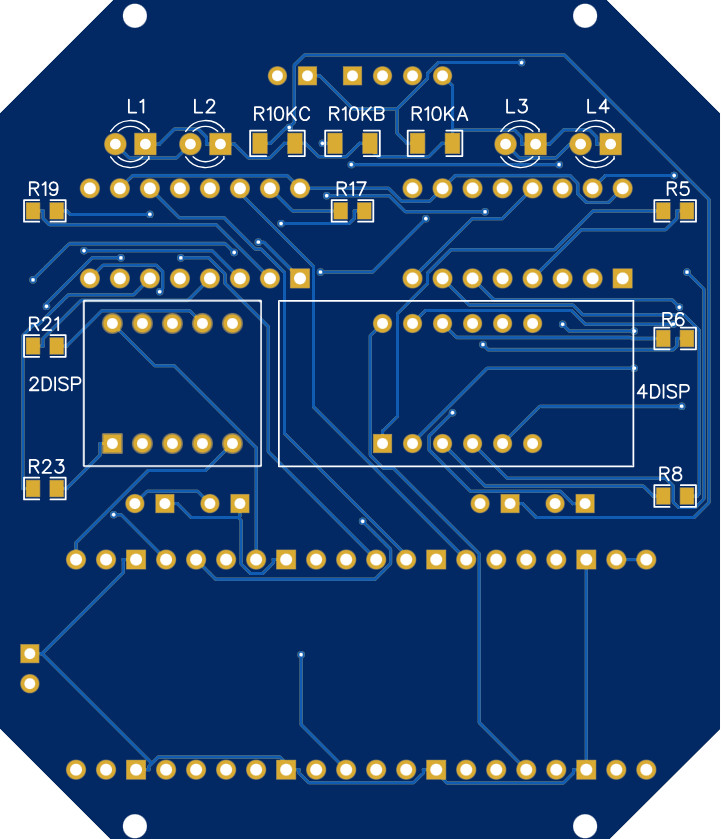 L1 L2 L3 L4
R10KC R10KB R10KA
R19 R17 R5
R21 R6
2DISP 4DISP
R23 R8